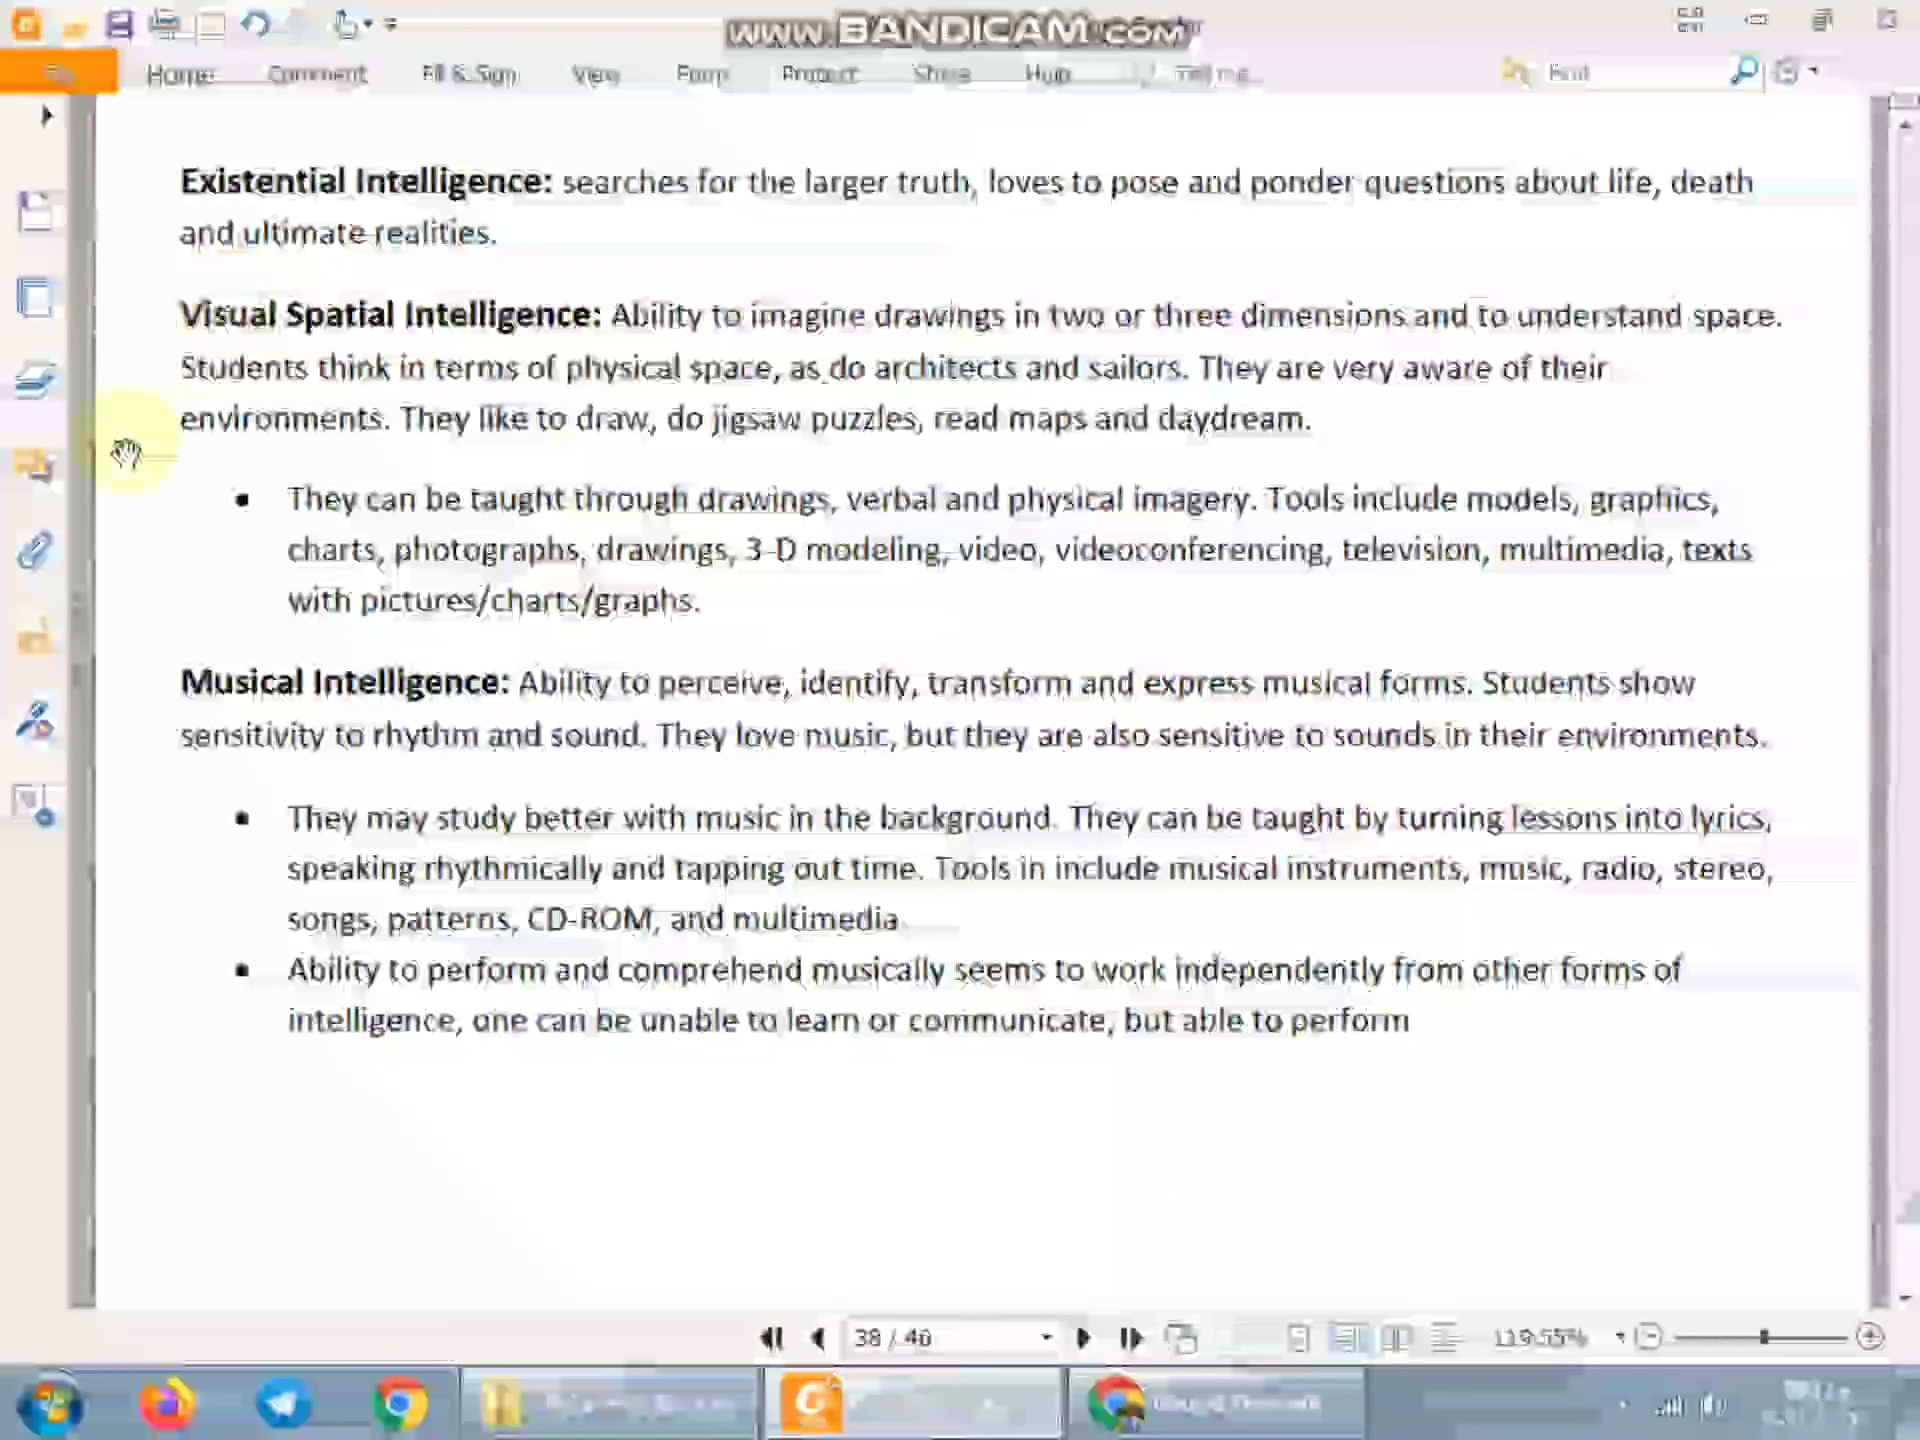 WWW.BANDICAM.COM
Home Comment Fill & Sign View Form Protect Share Help Tell me... Find
Existential Intelligence: searches for the larger truth, loves to pose and ponder questions about life, death
and ultimate realities.
Visual Spatial Intelligence: Ability to imagine drawings in two or three dimensions and to understand space.
Students think in terms of physical space, as do architects and sailors. They are very aware of their
environments. They like to draw, do jigsaw puzzles, read maps and daydream.
• They can be taught through drawings, verbal and physical imagery. Tools include models, graphics,
charts, photographs, drawings, 3-D modeling, video, videoconferencing, television, multimedia, texts
with pictures/charts/graphs.
Musical Intelligence: Ability to perceive, identify, transform and express musical forms. Students show
sensitivity to rhythm and sound. They love music, but they are also sensitive to sounds in their environments.
• They may study better with music in the background. They can be taught by turning lessons into lyrics,
speaking rhythmically and tapping out time. Tools in include musical instruments, music, radio, stereo,
songs, patterns, CD-ROM, and multimedia.
• Ability to perform and comprehend musically seems to work independently from other forms of
intelligence, one can be unable to learn or communicate, but able to perform
38 / 40 119.55%